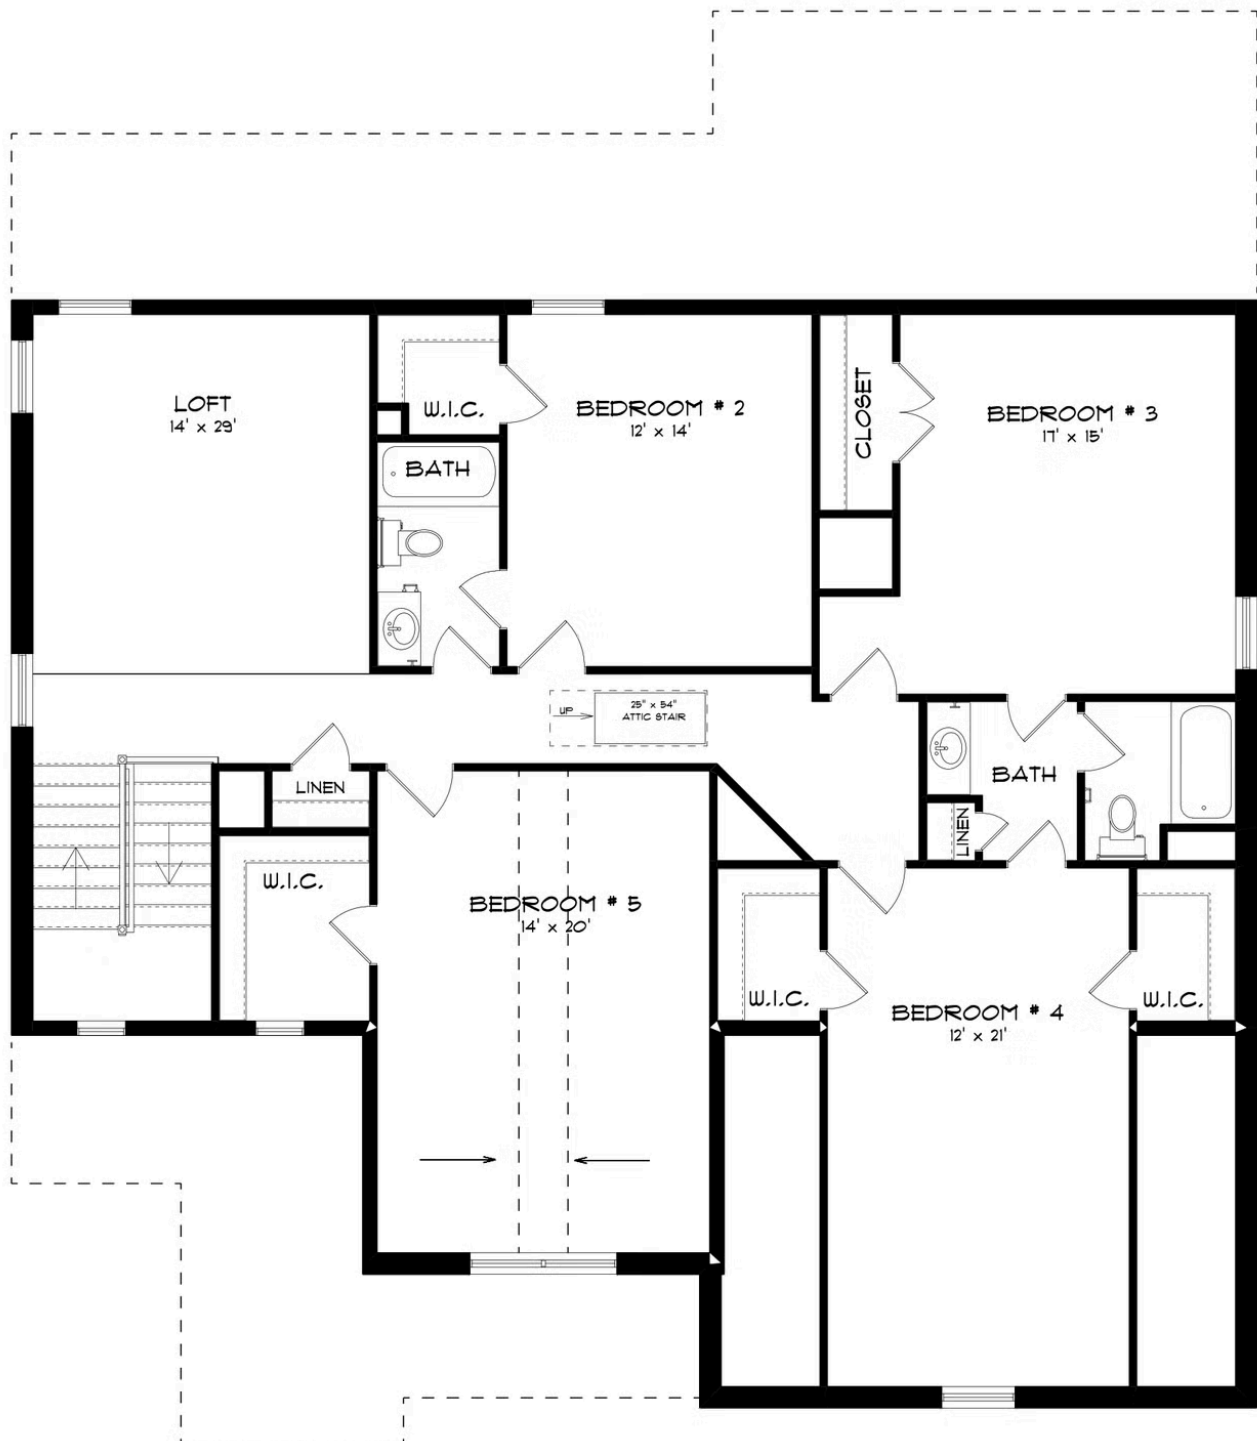 LOFT
14' x 29'
W.I.C.
BEDROOM # 2
12' x 14'
CLOSET
BEDROOM # 3
17' x 15'
BATH
UP
25" x 54"
ATTIC STAIR
LINEN
BATH
LINEN
W.I.C.
BEDROOM # 5
14' x 20'
W.I.C.
BEDROOM # 4
12' x 21'
W.I.C.